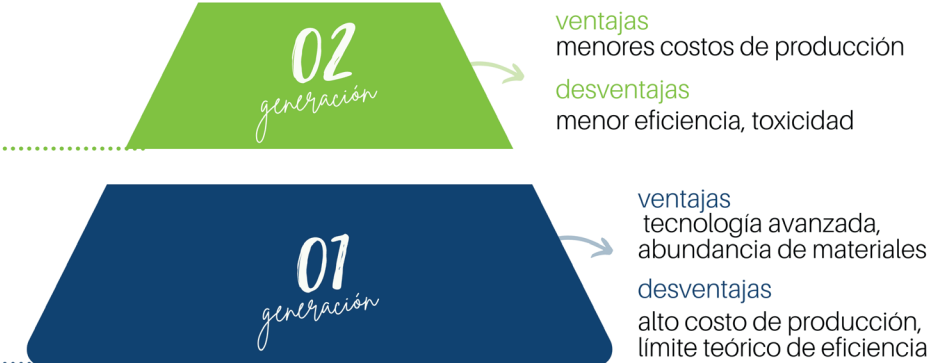 02
generación
ventajas
menores costos de producción
desventajas
menor eficiencia, toxicidad
01
generación
ventajas
tecnología avanzada,
abundancia de materiales
desventajas
alto costo de producción,
límite teórico de eficiencia